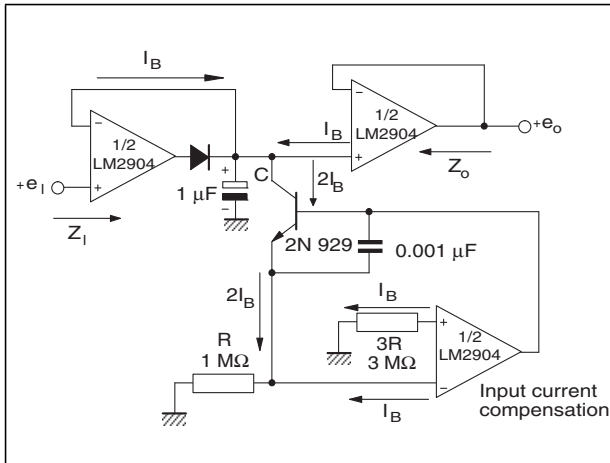 I_B
1/2
LM2904
+e_I
Z_I
1 µF
+
−
−
+
C
I_B
2I_B
1/2
LM2904
−
+
+e_o
Z_o
2N 929
0.001 µF
2I_B
I_B
R
1 MΩ
3R
3 MΩ
+
−
1/2
LM2904
I_B
Input current
compensation